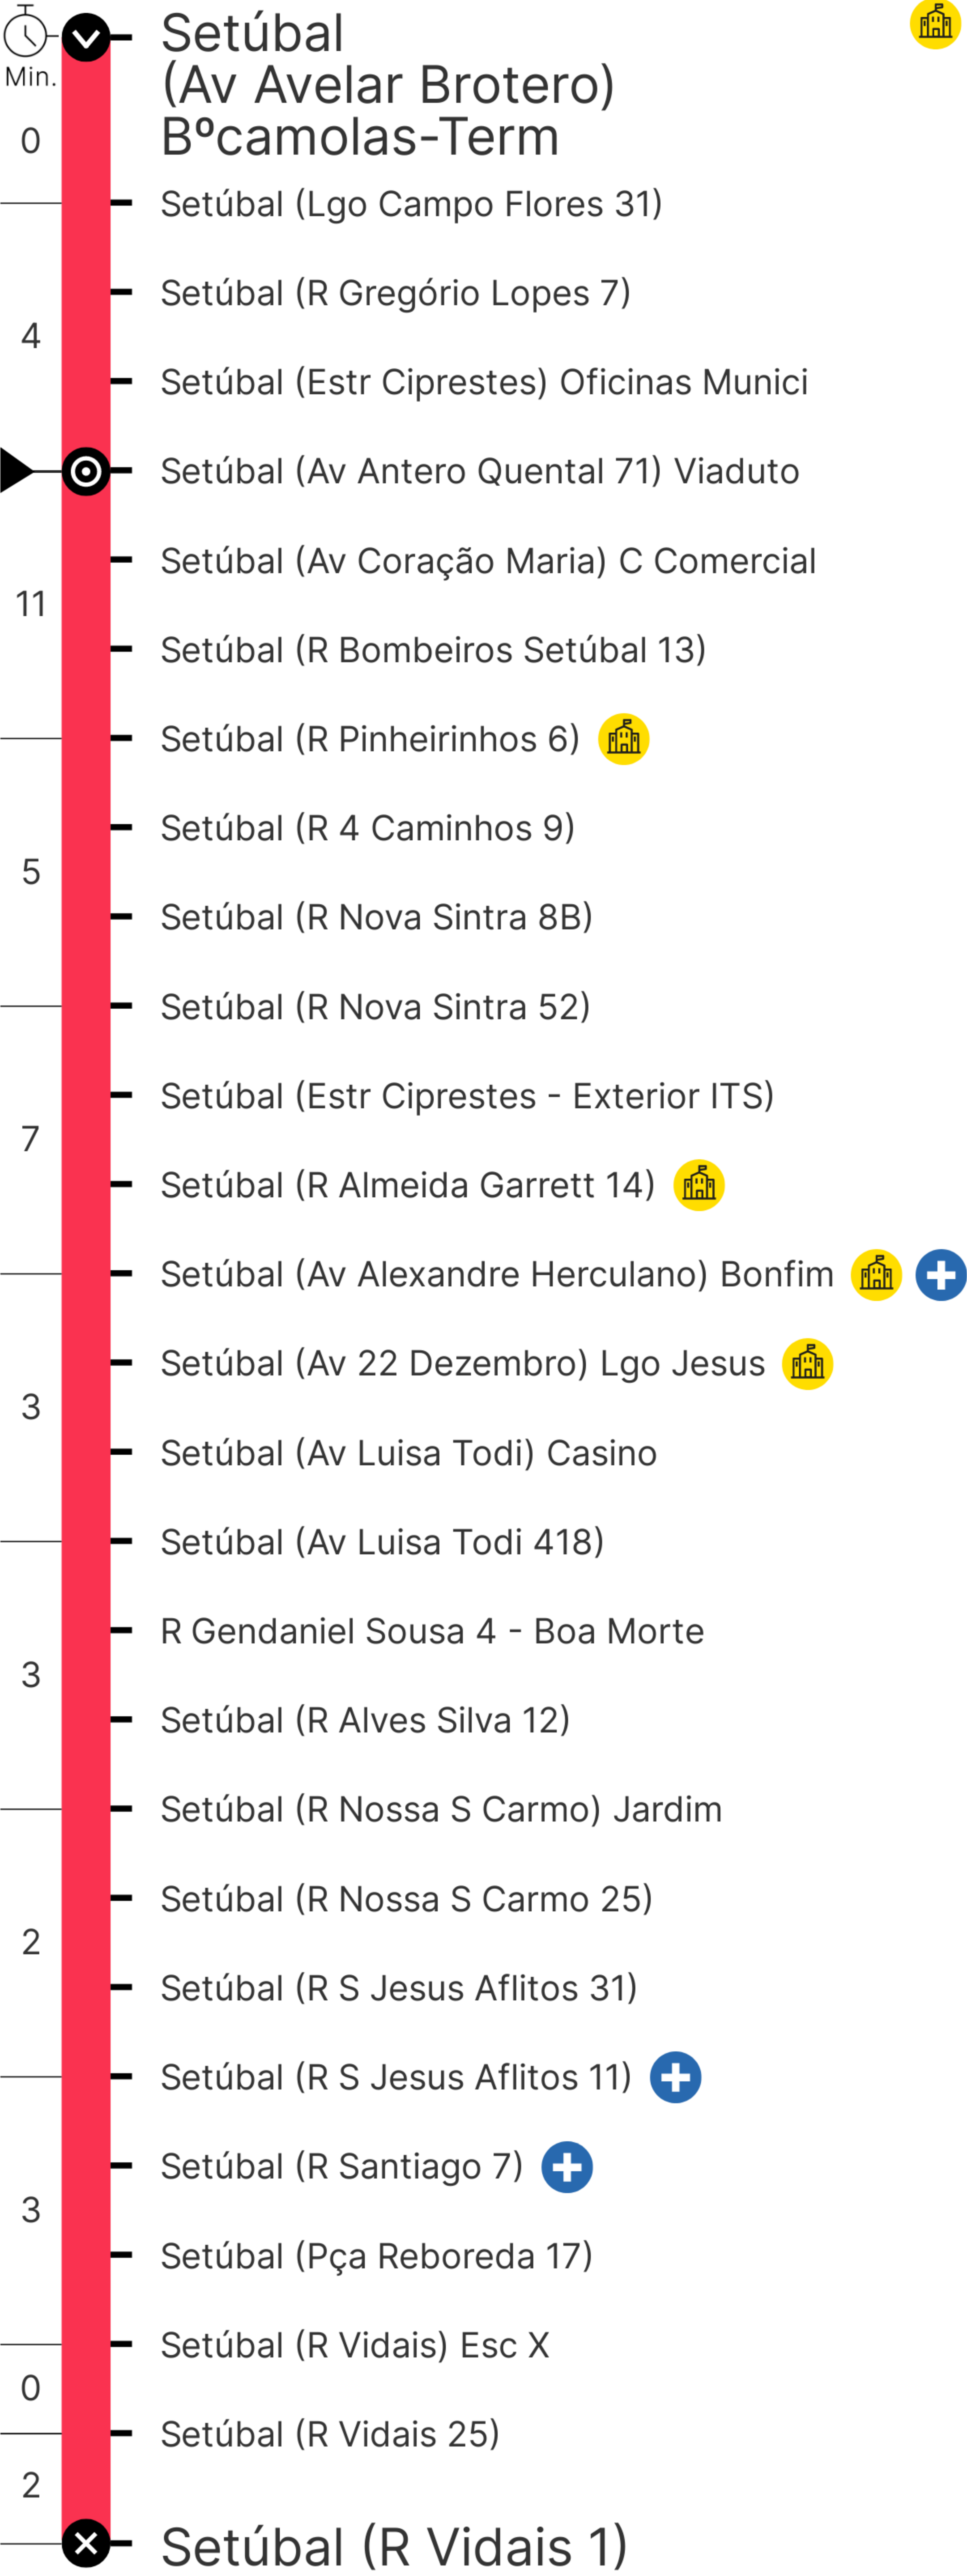 Setúbal
(Av Avelar Brotero)
Min.
Bºcamolas-Term
0
Setúbal (Lgo Campo Flores 31)
Setúbal (R Gregório Lopes 7)
4
Setúbal (Estr Ciprestes) Oficinas Munici
Setúbal (Av Antero Quental 71) Viaduto
Setúbal (Av Coração Maria) C Comercial
11
Setúbal (R Bombeiros Setúbal 13)
Setúbal (R Pinheirinhos 6)
Setúbal (R 4 Caminhos 9)
5
Setúbal (R Nova Sintra 8B)
Setúbal (R Nova Sintra 52)
Setúbal (Estr Ciprestes - Exterior ITS)
7
Setúbal (R Almeida Garrett 14)
Setúbal (Av Alexandre Herculano) Bonfim
Setúbal (Av 22 Dezembro) Lgo Jesus
3
Setúbal (Av Luisa Todi) Casino
Setúbal (Av Luisa Todi 418)
R Gendaniel Sousa 4 - Boa Morte
3
Setúbal (R Alves Silva 12)
Setúbal (R Nossa S Carmo) Jardim
Setúbal (R Nossa S Carmo 25)
2
Setúbal (R S Jesus Aflitos 31)
Setúbal (R S Jesus Aflitos 11)
Setúbal (R Santiago 7)
3
Setúbal (Pça Reboreda 17)
Setúbal (R Vidais) Esc X
0
Setúbal (R Vidais 25)
2
Setúbal (R Vidais 1)